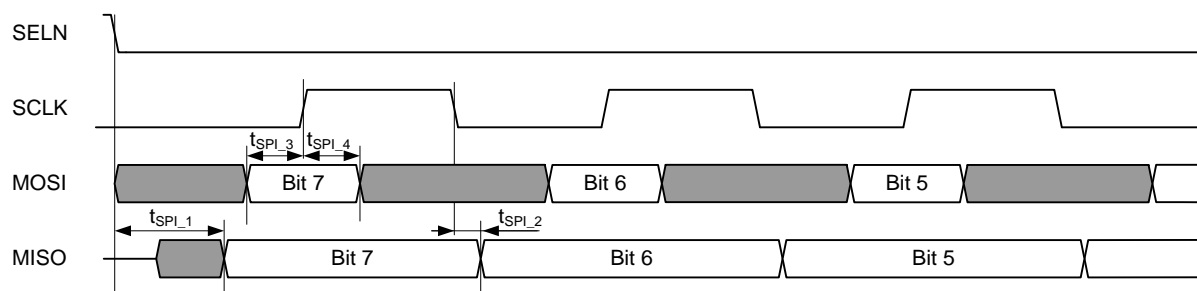 SELN
SCLK
tSPI_3 tSPI_4
MOSI Bit 7 Bit 6 Bit 5
tSPI_1 tSPI_2
MISO Bit 7 Bit 6 Bit 5